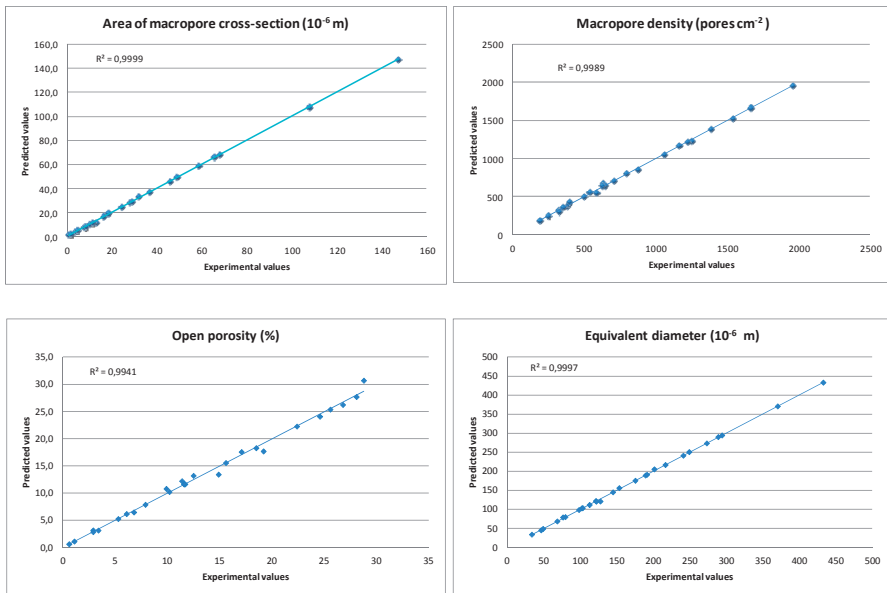 Area of macropore cross-section (10⁻⁶ m)
R² = 0,9999
Predicted values
160,0
140,0
120,0
100,0
80,0
60,0
40,0
20,0
0,0
0 20 40 60 80 100 120 140 160
Experimental values
Macropore density (pores cm⁻²)
R² = 0,9989
Predicted values
2500
2000
1500
1000
500
0
0 500 1000 1500 2000 2500
Experimental values
Open porosity (%)
R² = 0,9941
Predicted values
35,0
30,0
25,0
20,0
15,0
10,0
5,0
0,0
0 5 10 15 20 25 30 35
Experimental values
Equivalent diameter (10⁻⁶ m)
R² = 0,9997
Predicted values
500
450
400
350
300
250
200
150
100
50
0
0 50 100 150 200 250 300 350 400 450 500
Experimental values